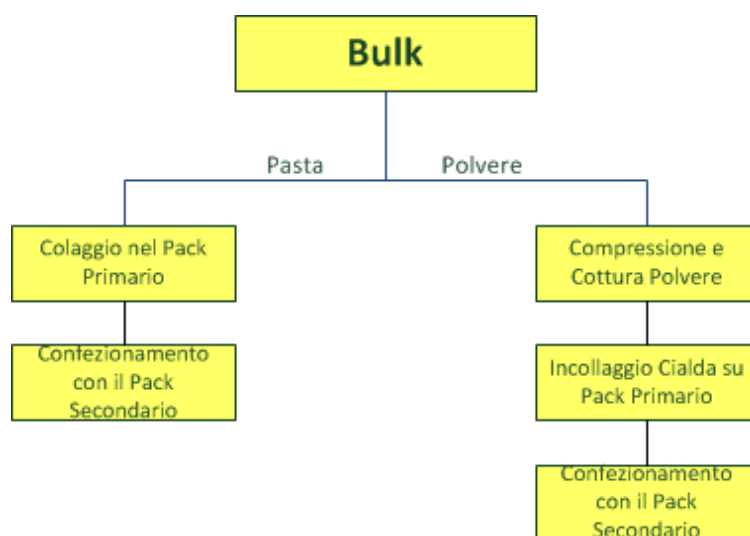 Bulk
Pasta
Polvere
Colaggio nel Pack
Primario
Confezionamento
con il Pack
Secondario
Compressione e
Cottura Polvere
Incollaggio Cialda su
Pack Primario
Confezionamento
con il Pack
Secondario